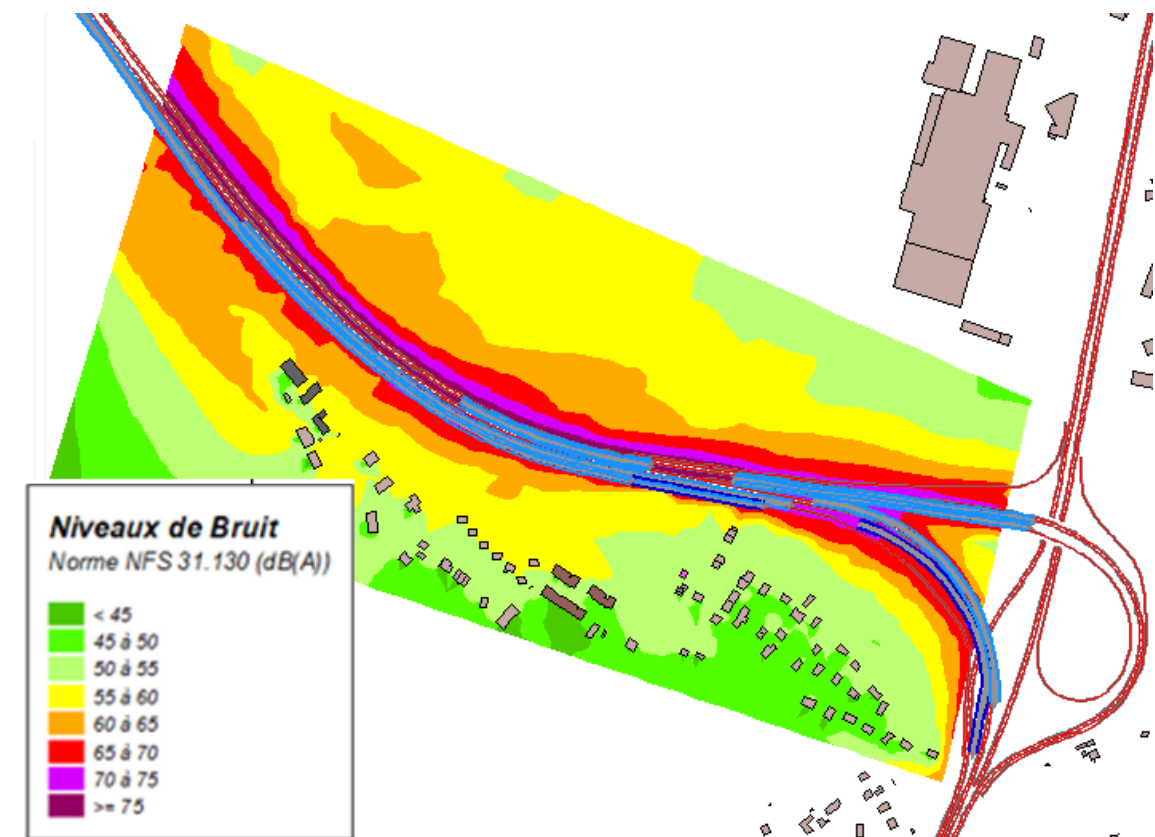 Niveaux de Bruit
Norme NFS 31.130 (dB(A))
< 45
45 à 50
50 à 55
55 à 60
60 à 65
65 à 70
70 à 75
>= 75